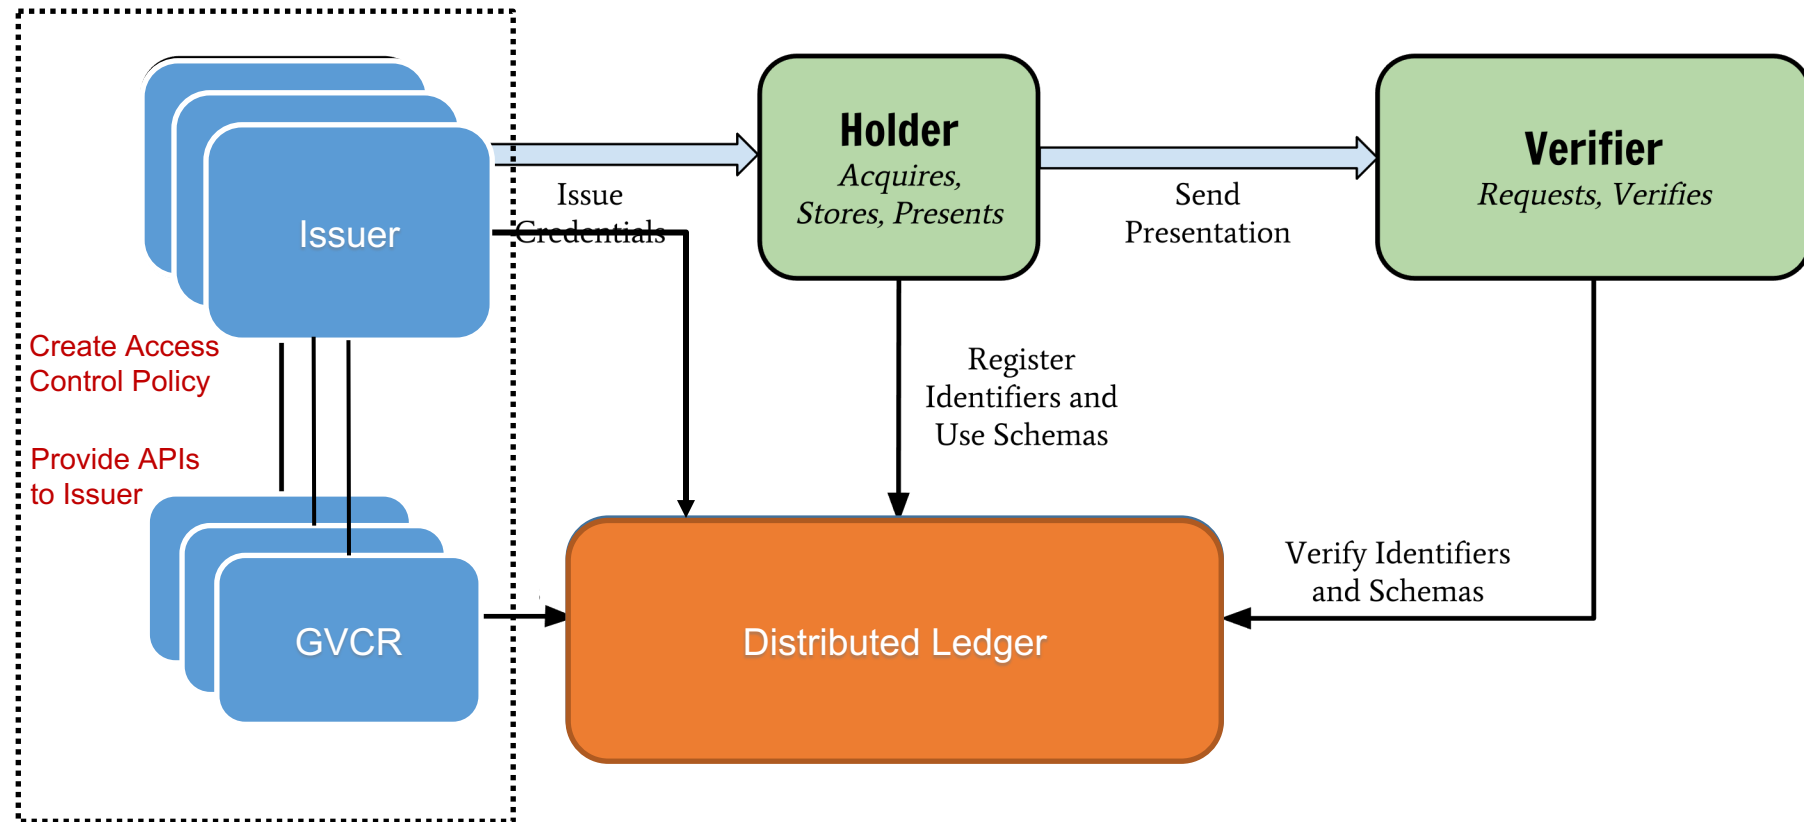 Issuer
Issue
Credentials
Holder
Acquires,
Stores, Presents
Send
Presentation
Verifier
Requests, Verifies
Create Access
Control Policy
Provide APIs
to Issuer
Register
Identifiers and
Use Schemas
Verify Identifiers
and Schemas
GVCR
Distributed Ledger